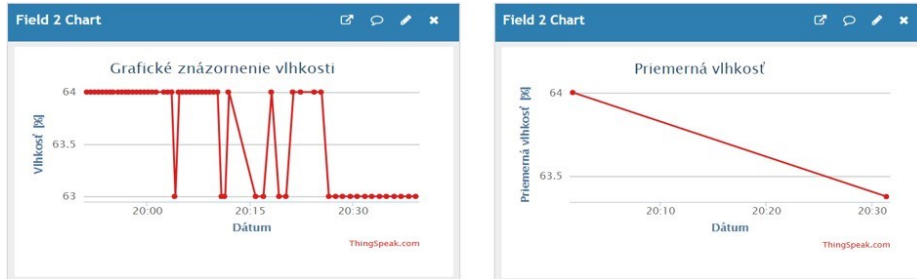 Field 2 Chart
Grafické znázornenie vlhkosti
Vlhkosť [%]
64
63.5
63
20:00 20:15 20:30
Dátum
ThingSpeak.com
Field 2 Chart
Priemerná vlhkosť
Priemerná vlhkosť [%]
64
63.5
20:10 20:20 20:30
Dátum
ThingSpeak.com